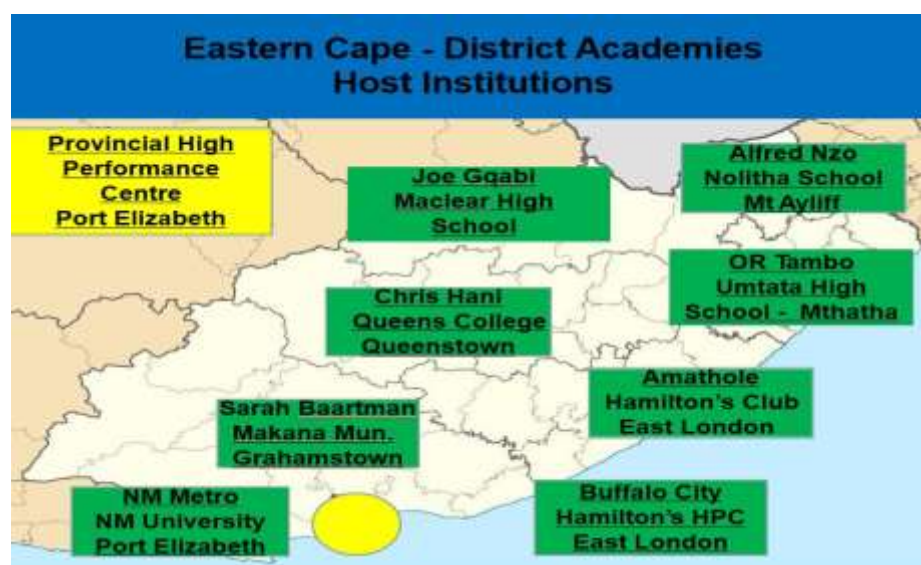 Eastern Cape - District Academies
Host Institutions
Provincial High
Performance
Centre
Port Elizabeth
Joe Gqabi
Maclear High
School
Alfred Nzo
Nolitha School
Mt Ayliff
OR Tambo
Umtata High
School - Mthatha
Chris Hani
Queens College
Queenstown
Amathole
Hamilton's Club
East London
Sarah Baartman
Makana Mun.
Grahamstown
NM Metro
NM University
Port Elizabeth
Buffalo City
Hamilton's HPC
East London